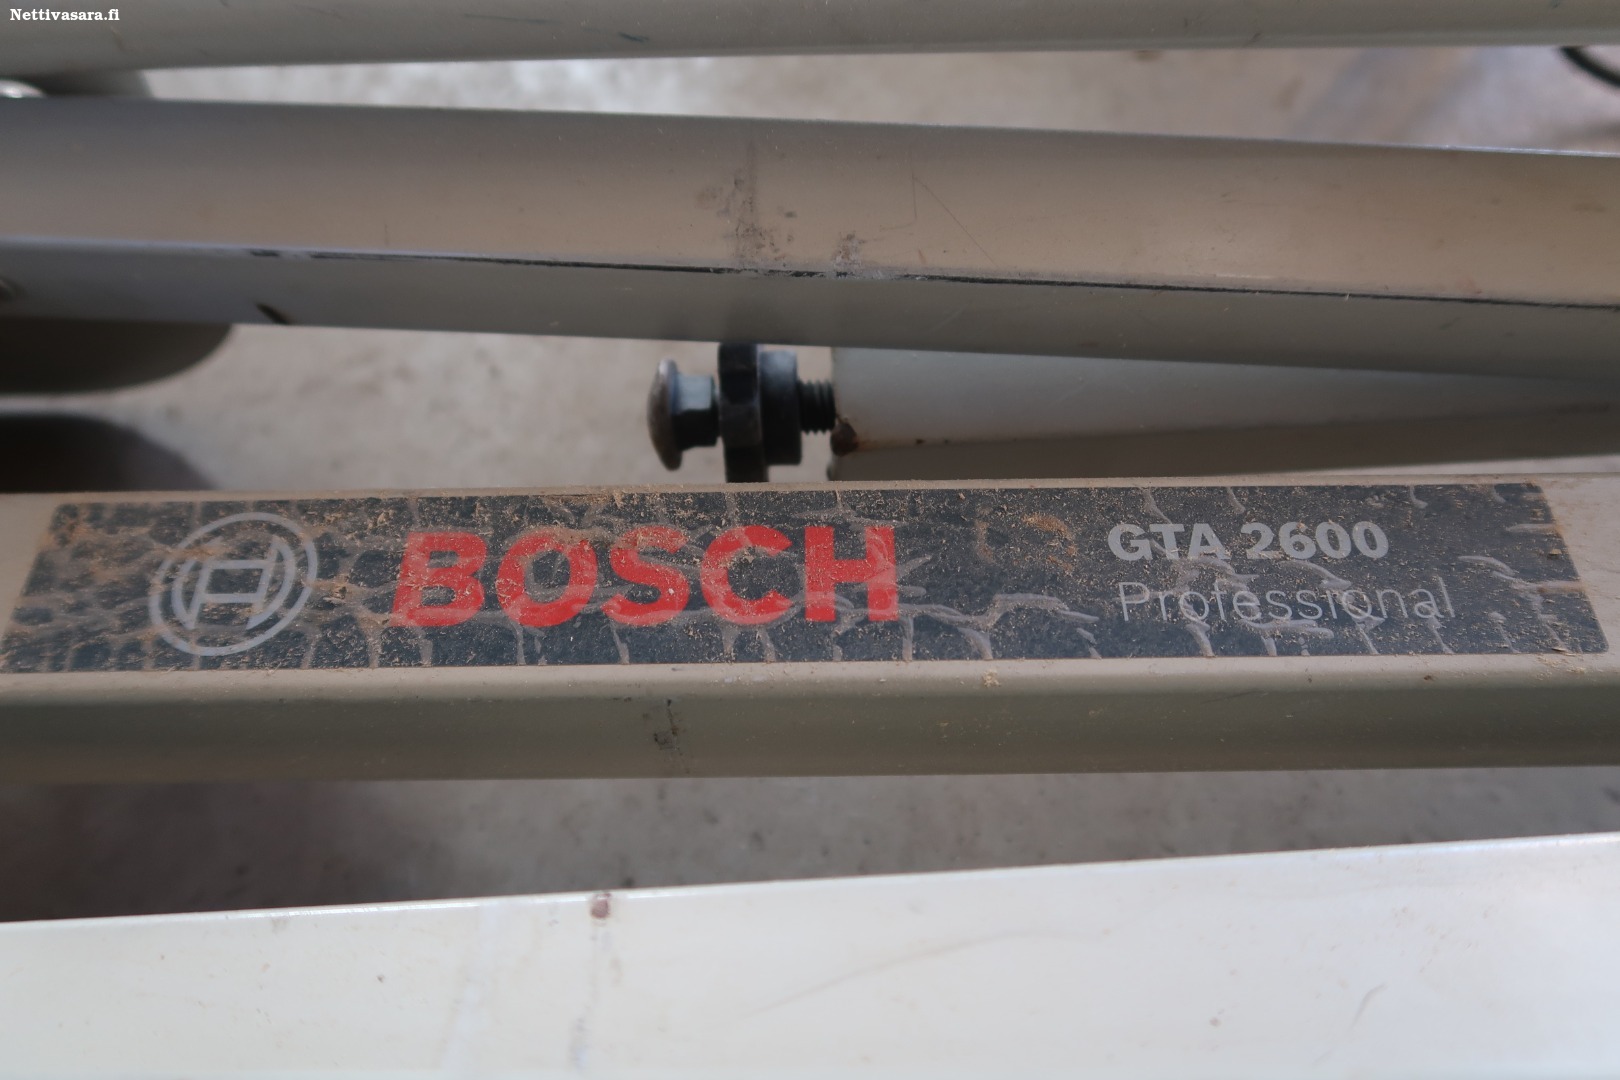 Nettivasara.fi
BOSCH
GTA 2600
Professional